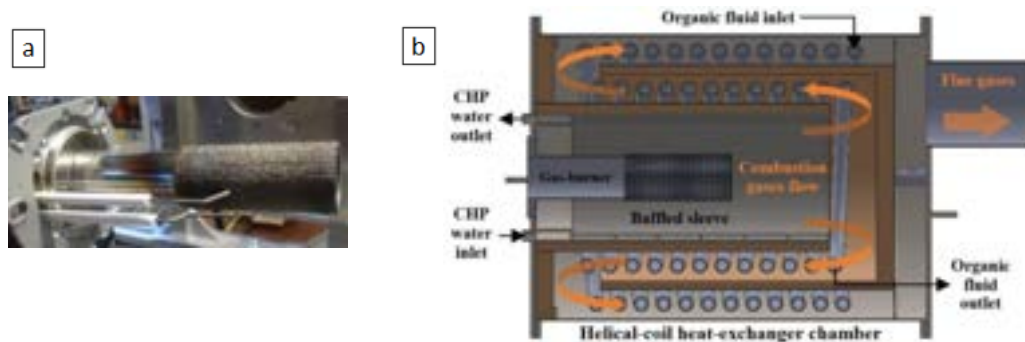 a
b
Organic fluid inlet
Flue gases
CHP
water
outlet
Combustion
gases flow
Gas-burner
Baffled sleeve
CHP
water
inlet
Organic
fluid
outlet
Helical-coil heat-exchanger chamber